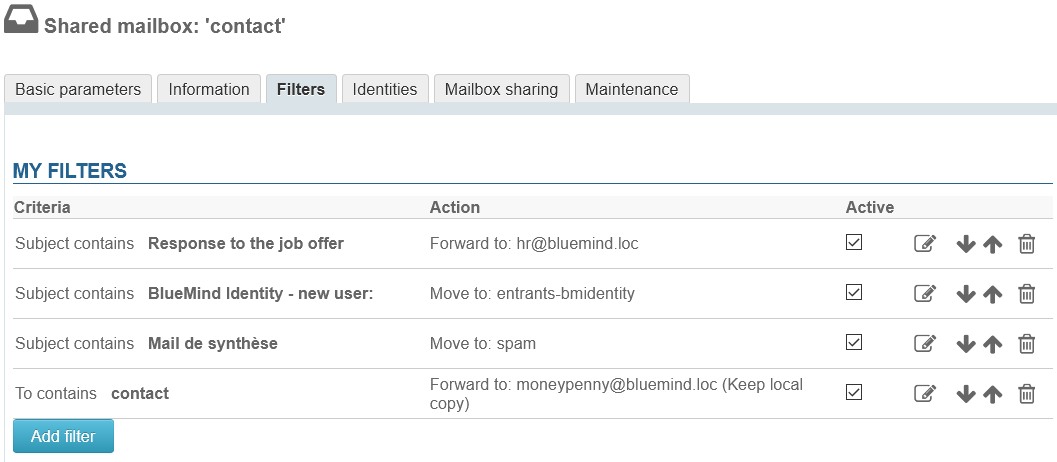 Shared mailbox: 'contact'
Basic parameters Information Filters Identities Mailbox sharing Maintenance
MY FILTERS
Criteria Action Active
Subject contains Response to the job offer Forward to: hr@bluemind.loc
Subject contains BlueMind Identity - new user: Move to: entrants-bmidentity
Subject contains Mail de synthèse Move to: spam
To contains contact Forward to: moneypenny@bluemind.loc (Keep local
copy)
Add filter